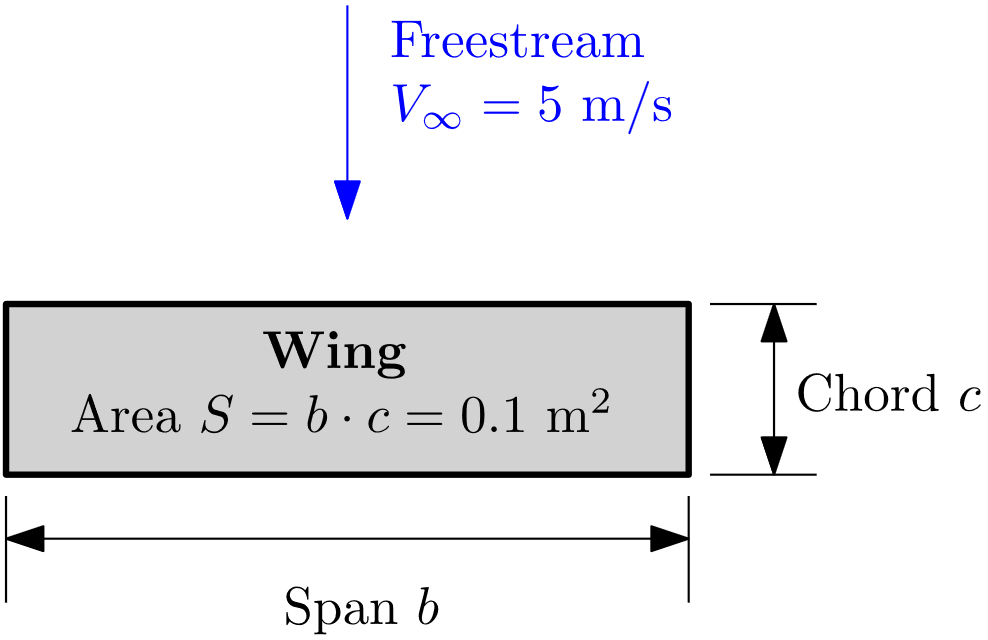 Freestream
V∞ = 5 m/s
Wing
Area S = b · c = 0.1 m²
Chord c
Span b